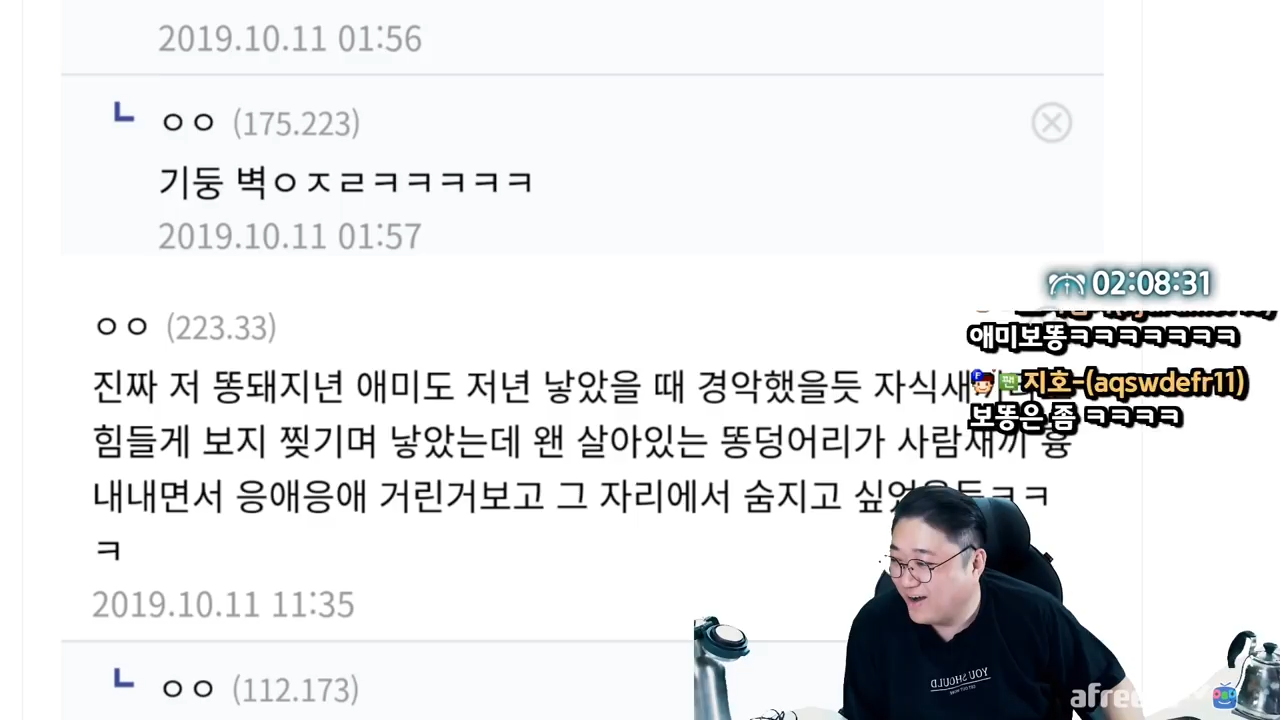 2019.10.11 01:56
ㅇㅇ (175.223)
기둥 벽ㅇㅈㄹㅋㅋㅋㅋㅋ
2019.10.11 01:57
02:08:31
ㅇㅇ (223.33)
애미보똥ㅋㅋㅋㅋㅋㅋㅋ
진짜 저 똥돼지년 애미도 저년 낳았을 때 경악했을듯
팬 지호-(aqswdefr11)
보똥은 좀 ㅋㅋㅋㅋ
힘들게 보지 찢기며 낳았는데 왠 살아있는 똥덩어리가 사람새끼 흉
내내면서 응애응애 거린거보고 그 자리에서 숨지고
ㅋ
2019.10.11 11:35
ㅇㅇ (112.173)
YOU SHOULD